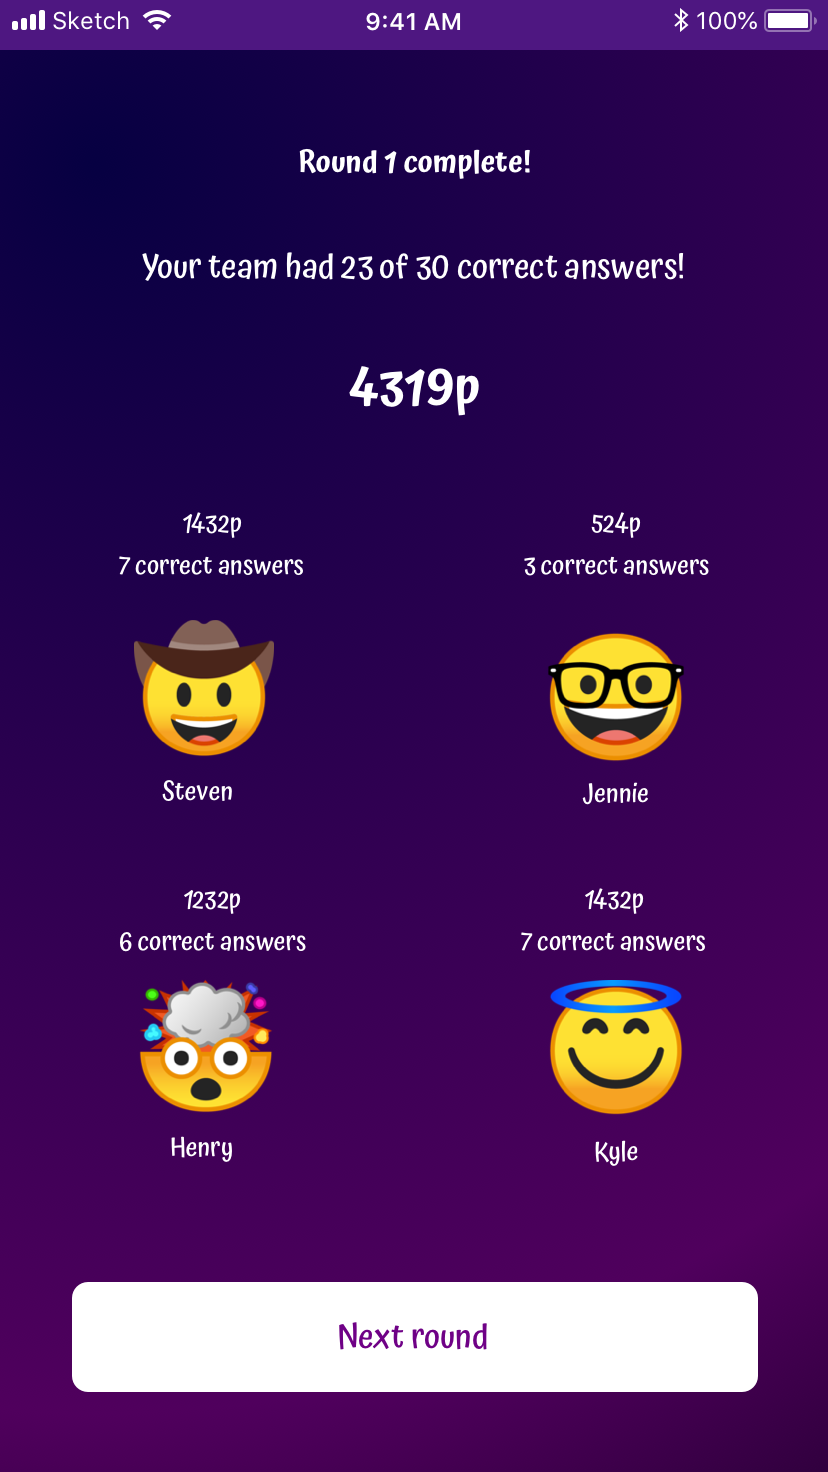 Sketch 9:41 AM 100%
Round 1 complete!
Your team had 23 of 30 correct answers!
4319p
1432p
7 correct answers
Steven
524p
3 correct answers
Jennie
1232p
6 correct answers
Henry
1432p
7 correct answers
Kyle
Next round